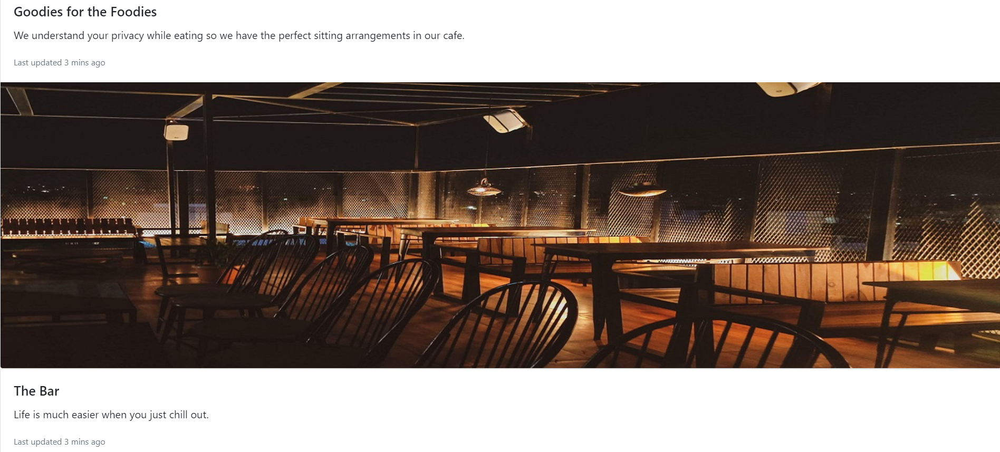 Goodies for the Foodies
We understand your privacy while eating so we have the perfect sitting arrangements in our cafe.
Last updated 3 mins ago
The Bar
Life is much easier when you just chill out.
Last updated 3 mins ago